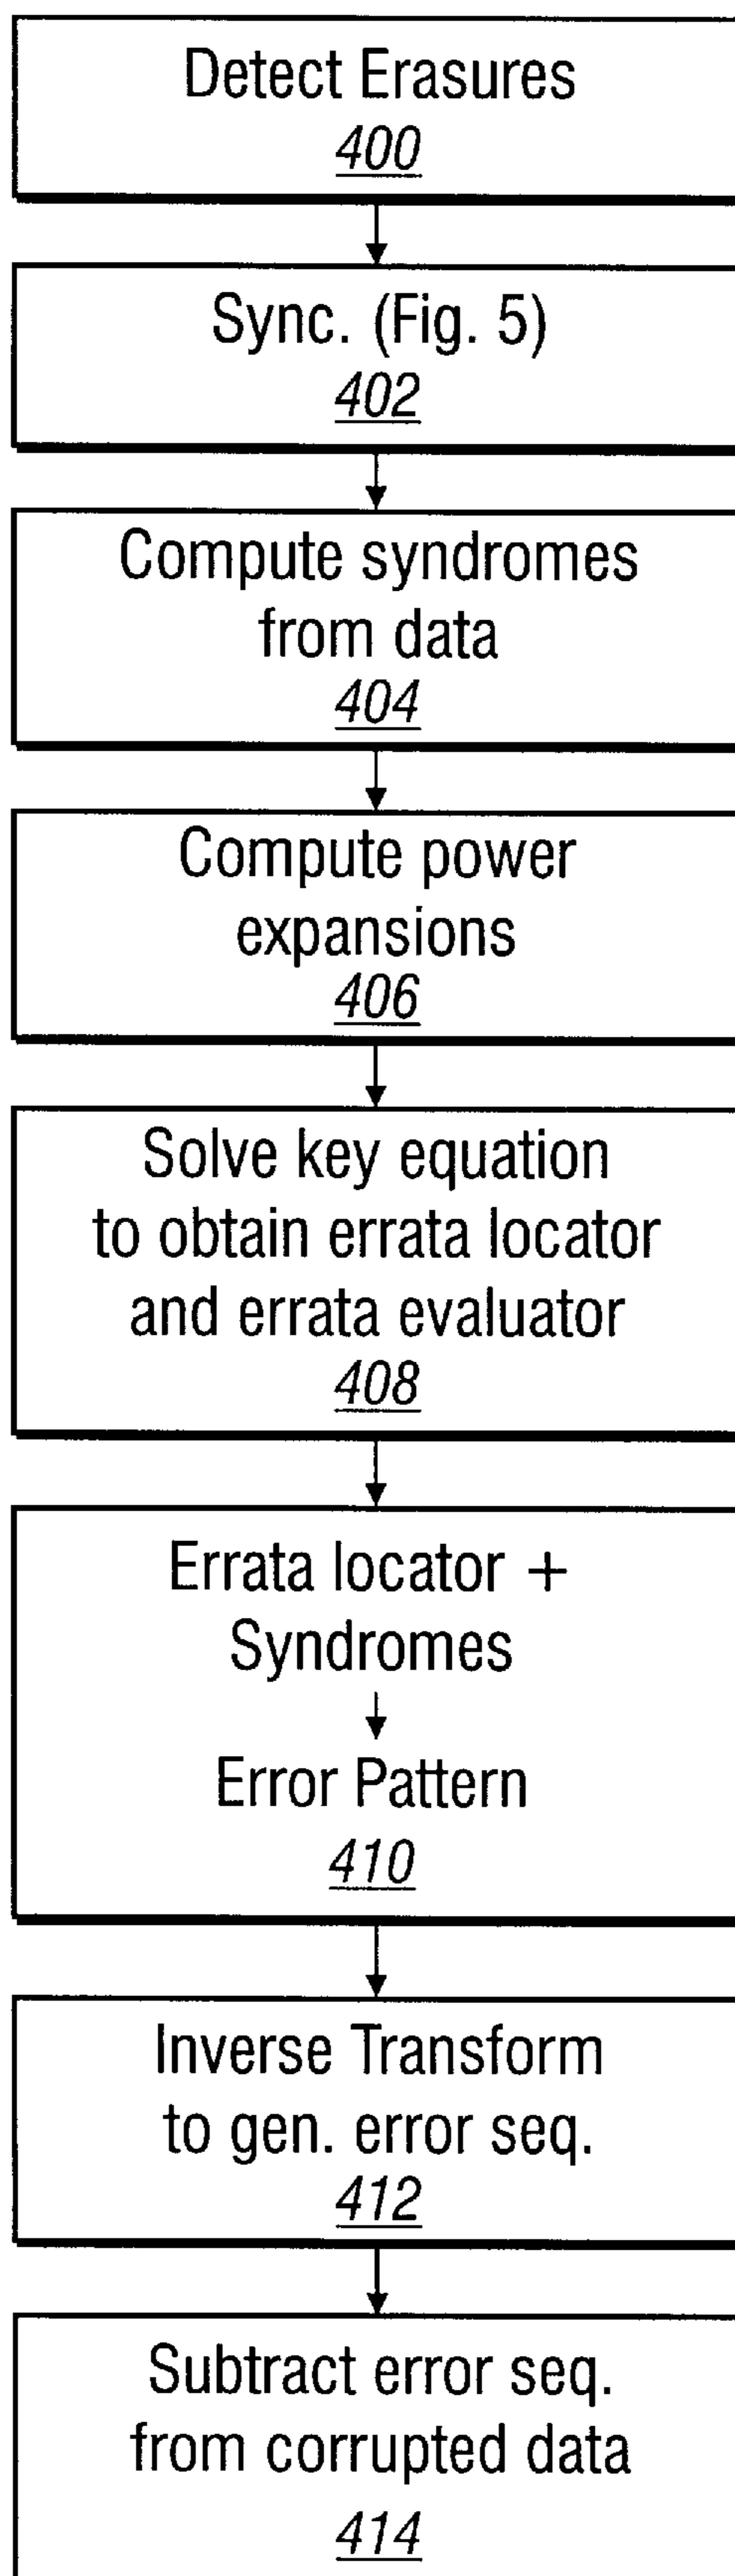 Detect Erasures
400
Sync. (Fig. 5)
402
Compute syndromes
from data
404
Compute power
expansions
406
Solve key equation
to obtain errata locator
and errata evaluator
408
Errata locator +
Syndromes
Error Pattern
410
Inverse Transform
to gen. error seq.
412
Subtract error seq.
from corrupted data
414